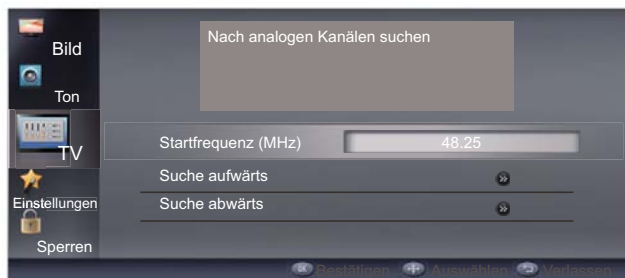 Bild
Ton
TV
Einstellungen
Sperren
Nach analogen Kanälen suchen
Startfrequenz (MHz) 48.25
Suche aufwärts
Suche abwärts
OK Bestätigen Auswählen Verlassen